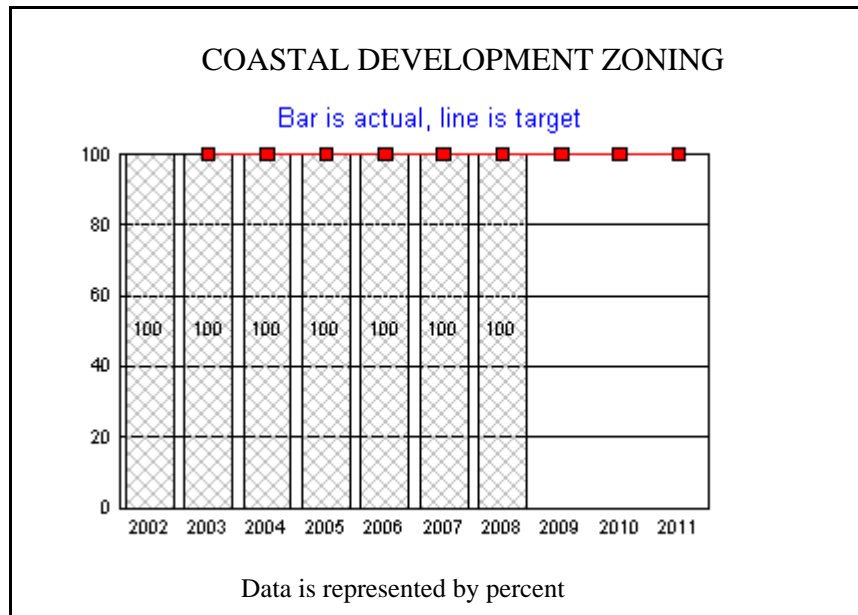 COASTAL DEVELOPMENT ZONING
Bar is actual, line is target
100
80
60
100 100 100 100 100 100 100
40
20
0
2002 2003 2004 2005 2006 2007 2008 2009 2010 2011
Data is represented by percent